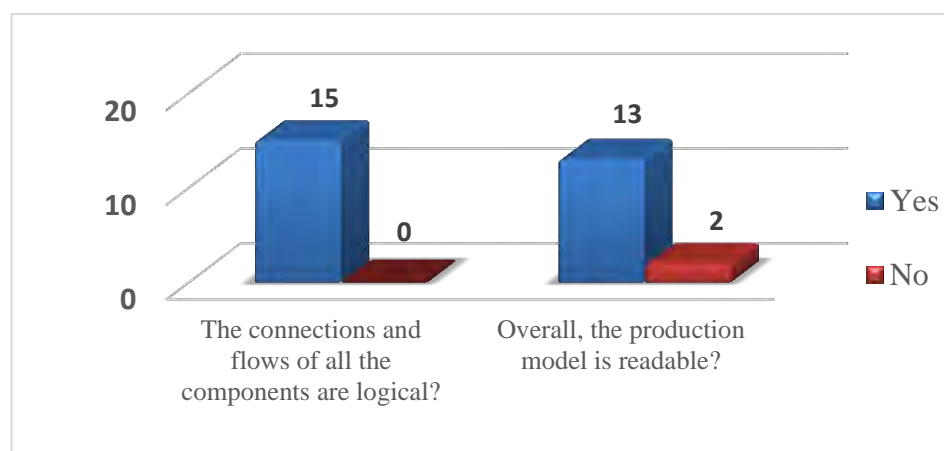 20
10
0
15
0
13
2
Yes
No
The connections and
flows of all the
components are logical?
Overall, the production
model is readable?